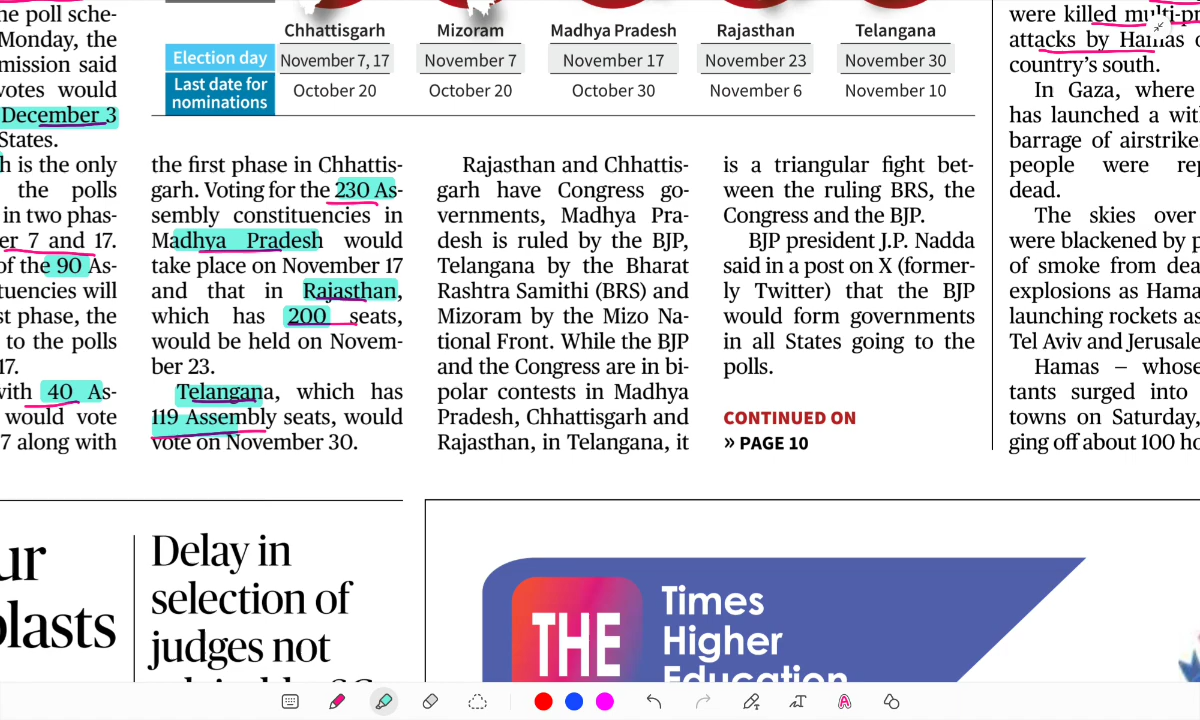 he poll sche-
Monday, the
mission said
votes would
December 3
States.
h is the only
the polls
in two phas-
er 7 and 17.
of the 90 As-
tuencies will
st phase, the
to the polls
17.
with 40 As-
would vote
7 along with
Chhattisgarh Mizoram Madhya Pradesh Rajasthan Telangana
Election day November 7, 17 November 7 November 17 November 23 November 30
Last date for
nominations October 20 October 20 October 30 November 6 November 10
the first phase in Chhattis-
garh. Voting for the 230 As-
sembly constituencies in
Madhya Pradesh would
take place on November 17
and that in Rajasthan,
which has 200 seats,
would be held on Novem-
ber 23.
Telangana, which has
119 Assembly seats, would
vote on November 30.
Rajasthan and Chhattis-
garh have Congress go-
vernments, Madhya Pra-
desh is ruled by the BJP,
Telangana by the Bharat
Rashtra Samithi (BRS) and
Mizoram by the Mizo Na-
tional Front. While the BJP
and the Congress are in bi-
polar contests in Madhya
Pradesh, Chhattisgarh and
Rajasthan, in Telangana, it
is a triangular fight bet-
ween the ruling BRS, the
Congress and the BJP.
BJP president J.P. Nadda
said in a post on X (former-
ly Twitter) that the BJP
would form governments
in all States going to the
polls.
CONTINUED ON
» PAGE 10
were killed multi-pr
attacks by Hamas o
country's south.
In Gaza, where
has launched a wit
barrage of airstrike
people were rep
dead.
The skies over
were blackened by p
of smoke from dea
explosions as Hama
launching rockets as
Tel Aviv and Jerusale
Hamas – whose
tants surged into
towns on Saturday,
ging off about 100 ho
ur
blasts
Delay in
selection of
judges not
THE
Times
Higher
Education